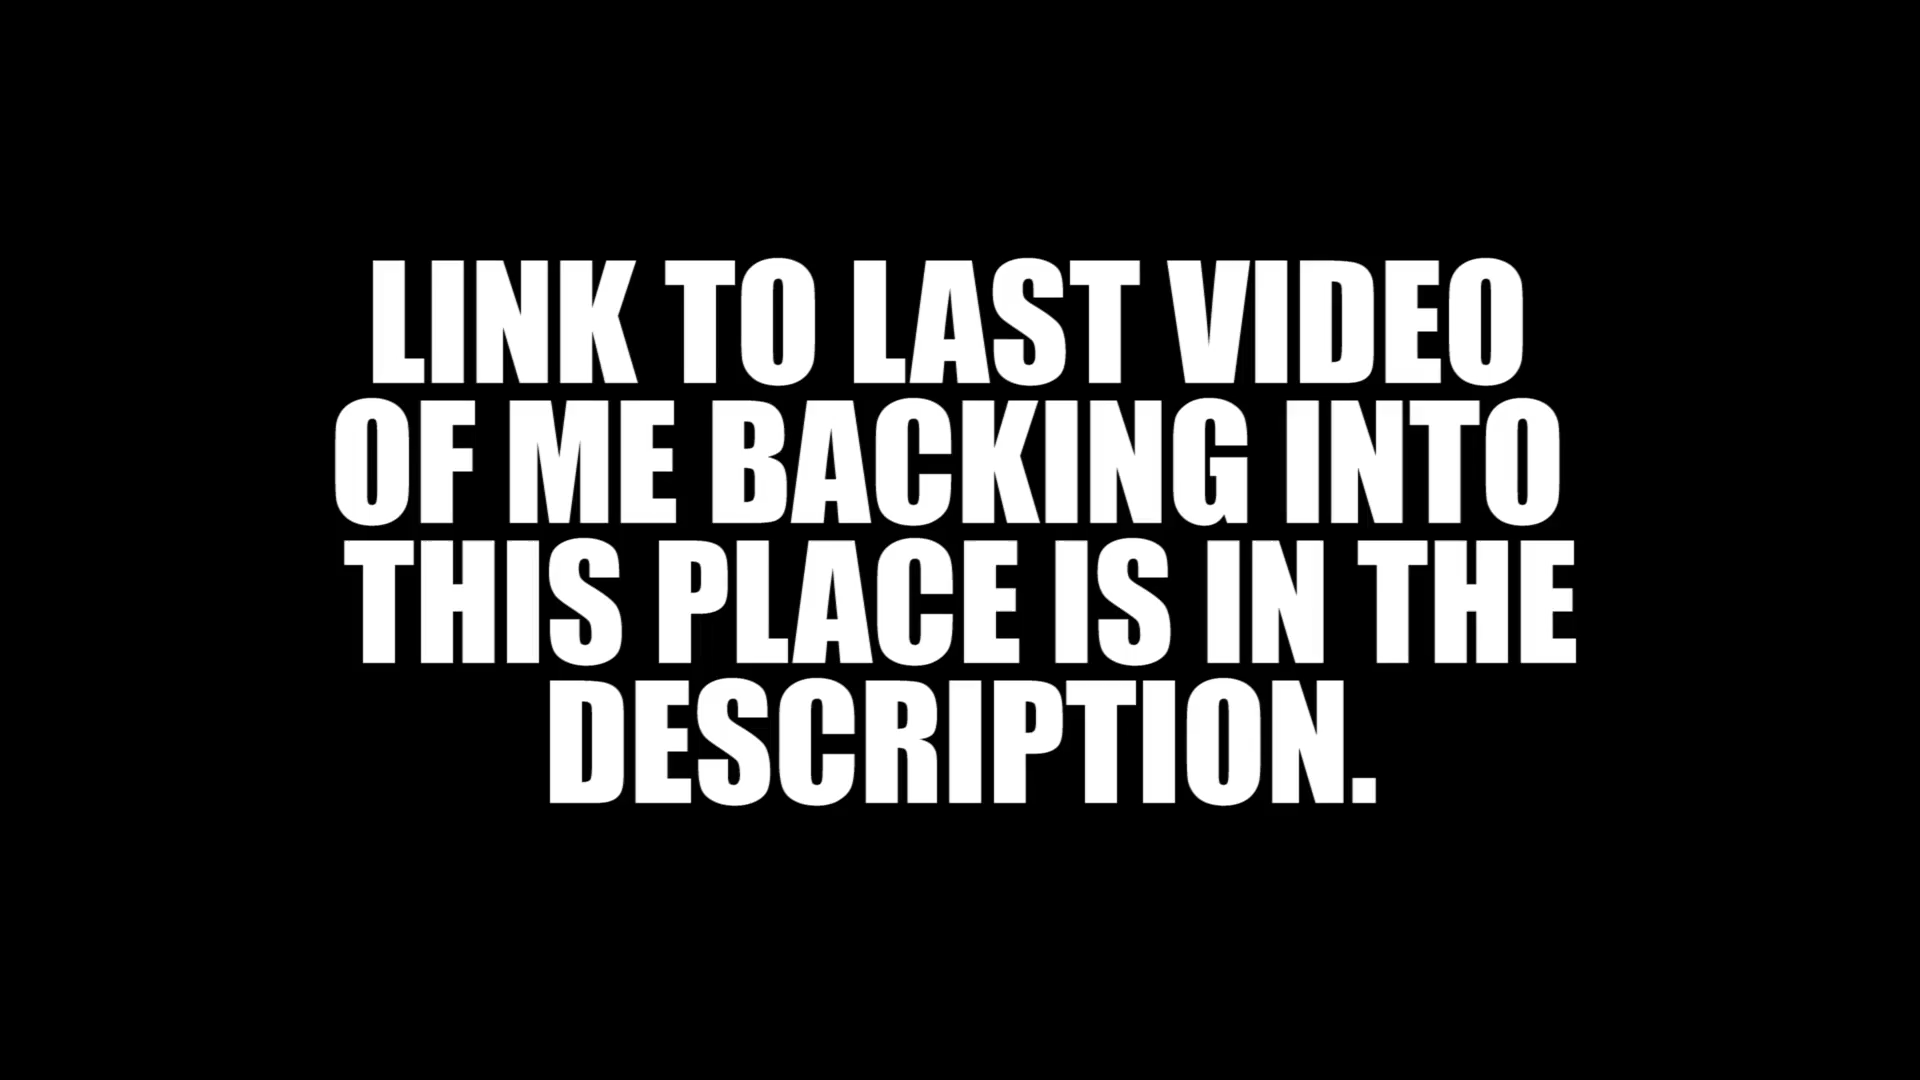 LINK TO LAST VIDEO
OF ME BACKING INTO
THIS PLACE IS IN THE
DESCRIPTION.